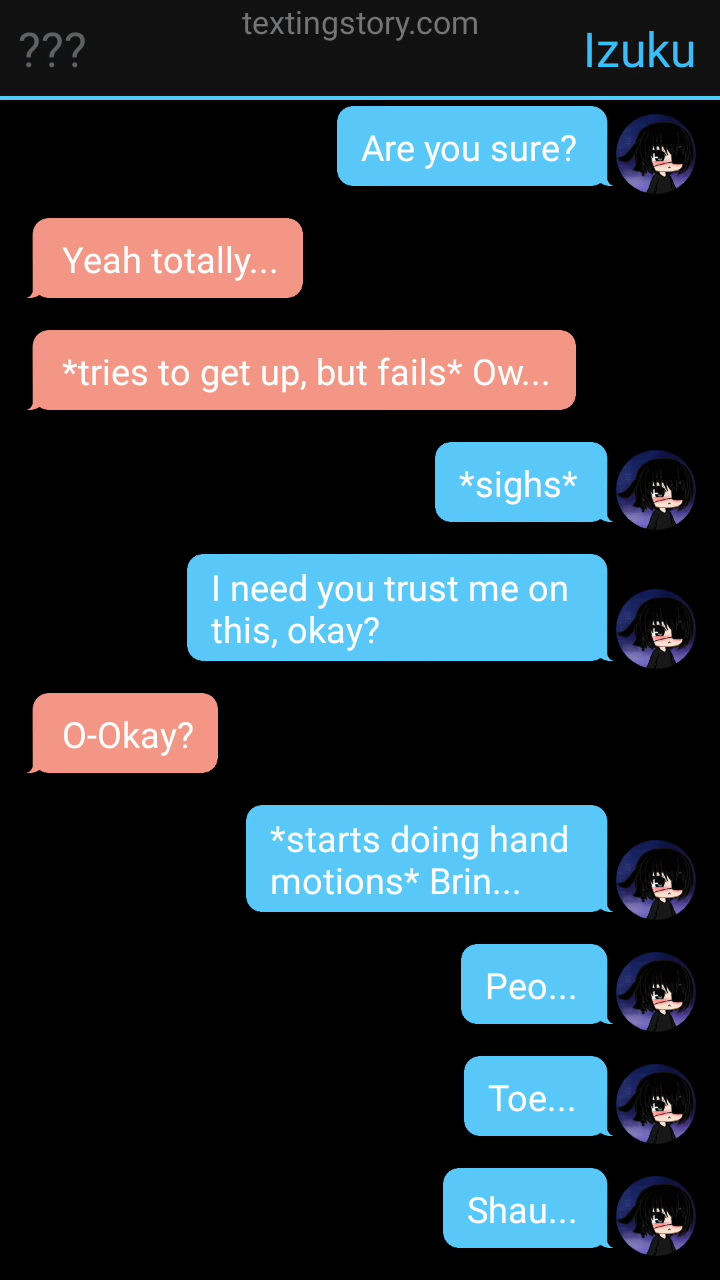 textingstory.com
???
Izuku
Are you sure?
Yeah totally...
*tries to get up, but fails* Ow...
*sighs*
I need you trust me on
this, okay?
O-Okay?
*starts doing hand
motions* Brin...
Peo...
Toe...
Shau...